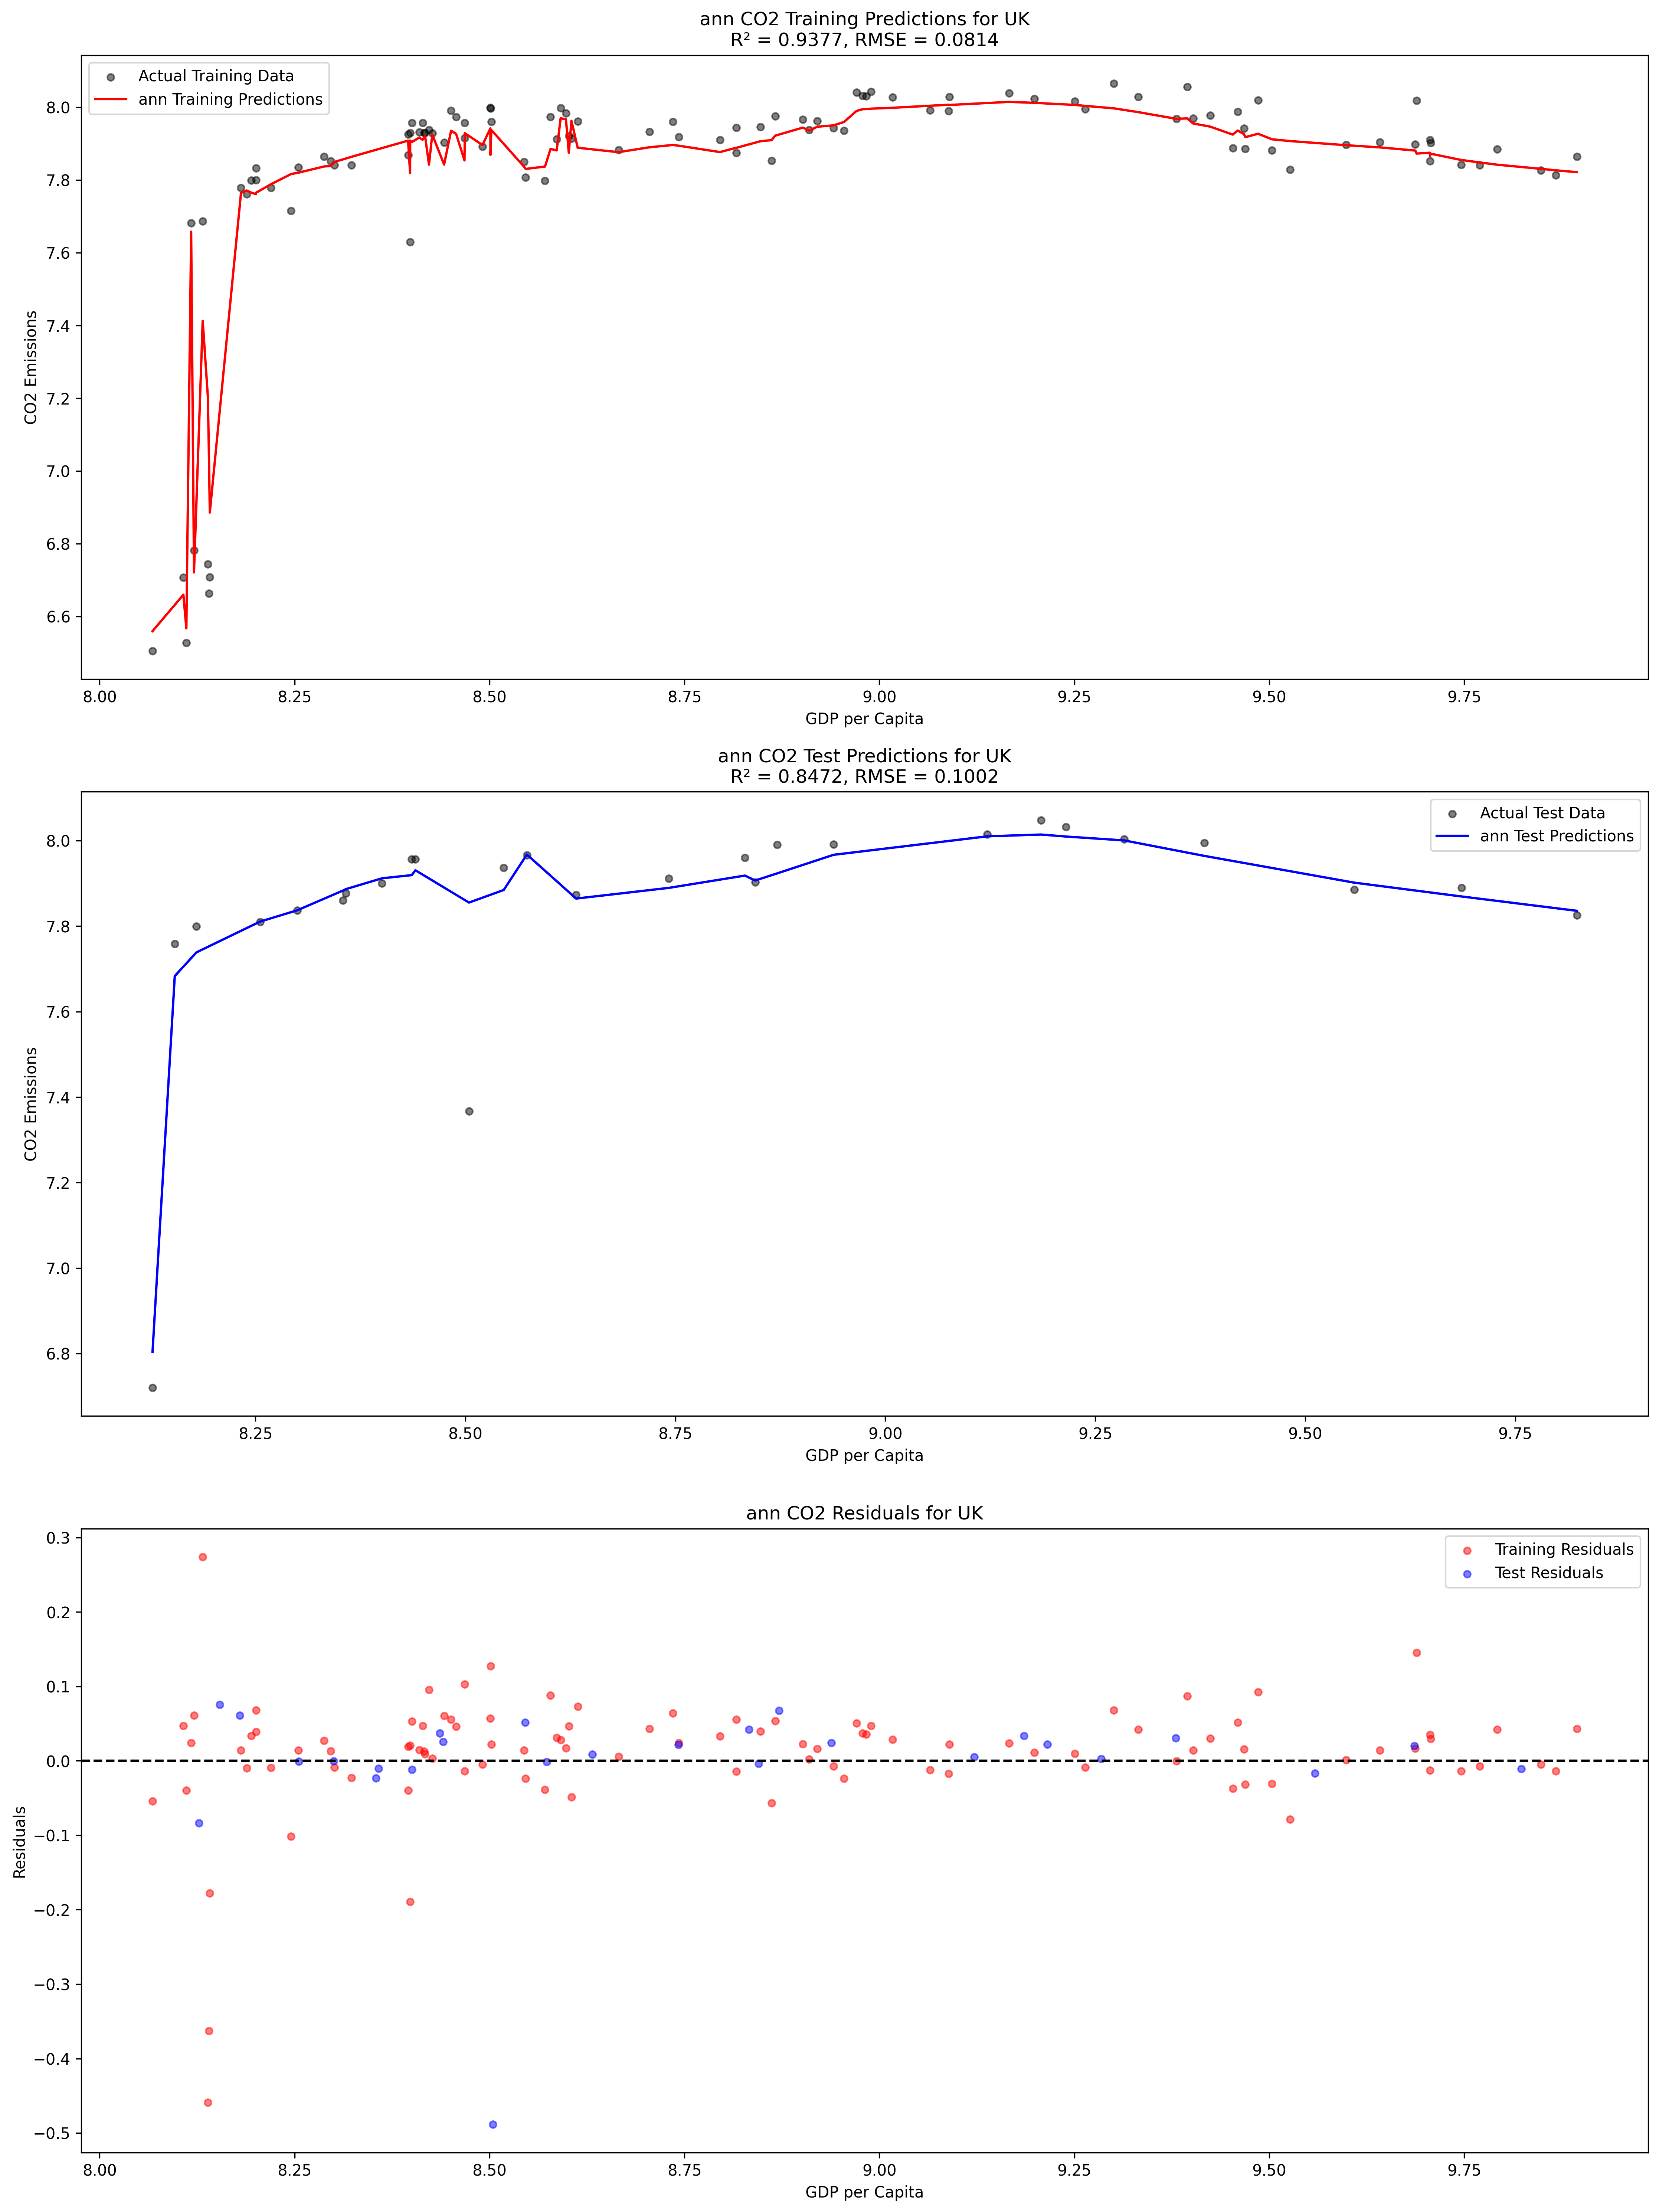 ann CO2 Training Predictions for UK
R² = 0.9377, RMSE = 0.0814
Actual Training Data
ann Training Predictions
8.0
7.8
7.6
7.4
7.2
7.0
6.8
6.6
CO2 Emissions
8.00 8.25 8.50 8.75 9.00 9.25 9.50 9.75
GDP per Capita
ann CO2 Test Predictions for UK
R² = 0.8472, RMSE = 0.1002
Actual Test Data
ann Test Predictions
8.0
7.8
7.6
7.4
7.2
7.0
6.8
CO2 Emissions
8.25 8.50 8.75 9.00 9.25 9.50 9.75
GDP per Capita
ann CO2 Residuals for UK
Training Residuals
Test Residuals
0.3
0.2
0.1
0.0
−0.1
−0.2
−0.3
−0.4
−0.5
Residuals
8.00 8.25 8.50 8.75 9.00 9.25 9.50 9.75
GDP per Capita